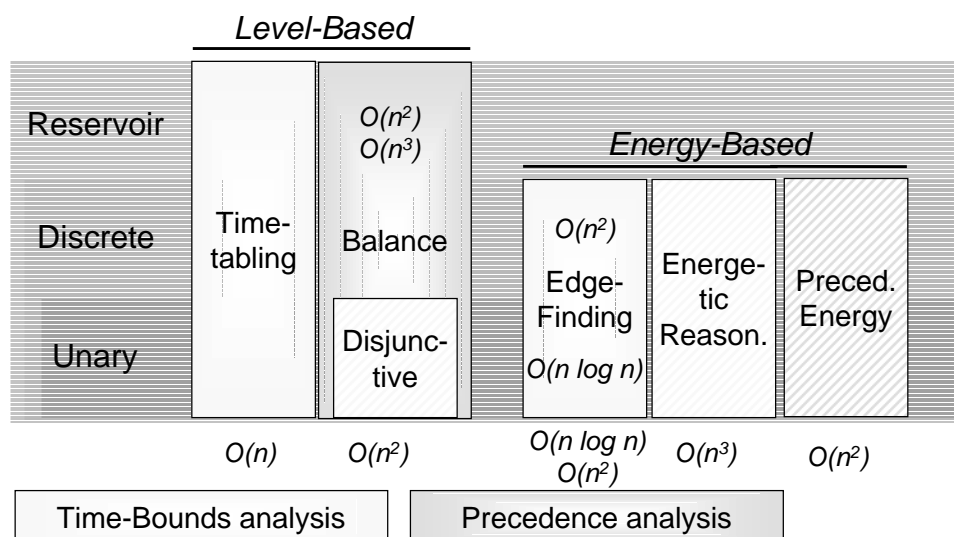 Level-Based
Reservoir
O(n²)
O(n³)
Energy-Based
Discrete
Time-
tabling
Balance
O(n²)
Edge-
Finding
Energe-
tic
Reason.
Preced.
Energy
Unary
Disjunc-
tive
O(n log n)
O(n)
O(n²)
O(n log n)
O(n²)
O(n³)
O(n²)
Time-Bounds analysis
Precedence analysis